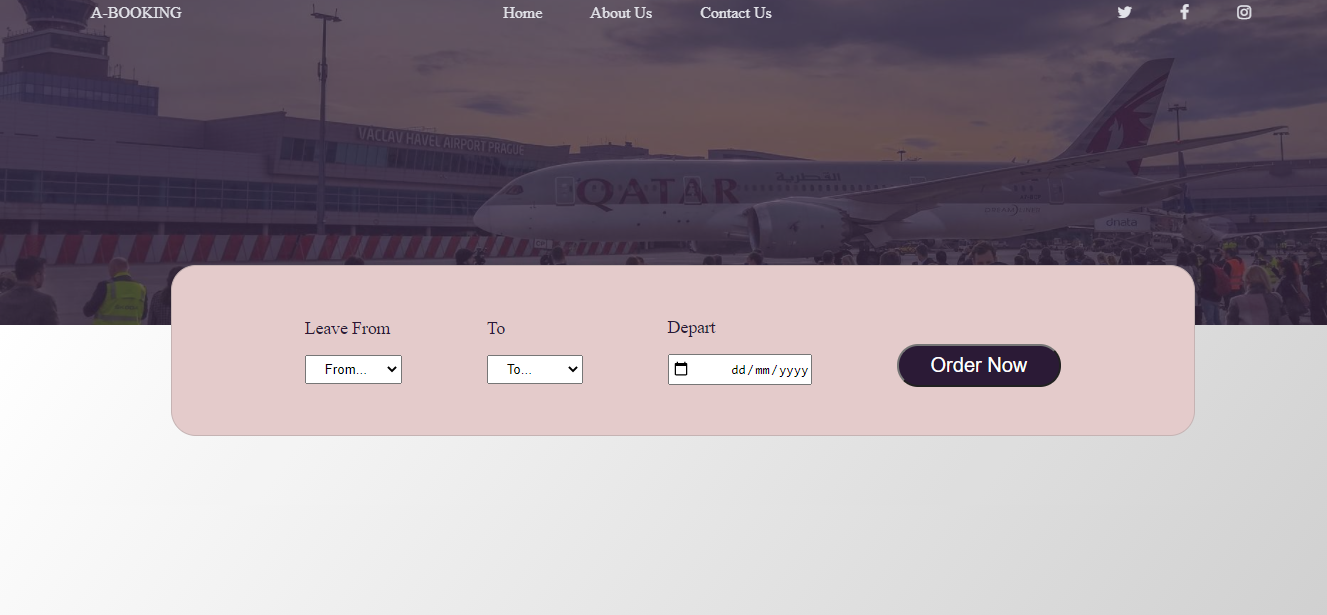 A-BOOKING
Home
About Us
Contact Us
VACLAV HAVEL AIRPORT PRAGUE
QATAR
القطرية
dnata
Leave From
To
Depart
From...
To...
dd/mm/yyyy
Order Now